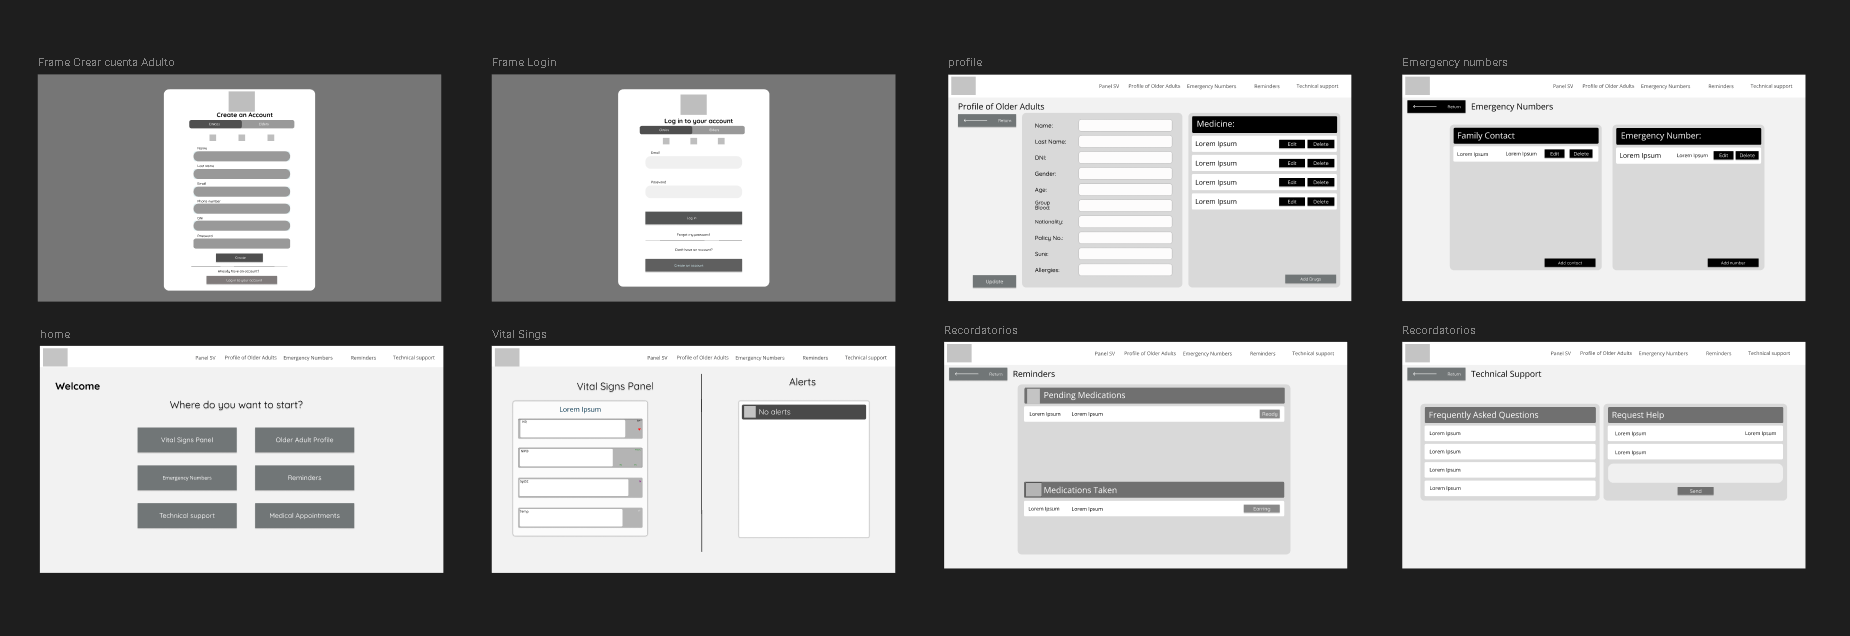 Frame Crear cuenta Adulto
Create an Account
Name
Last name
Email
Phone number
DNI
Password
Already have an account?
Login to your account
Frame Login
Log in to your account
Email
Password
Log in
Forgot my password
Don't have an account?
Create an account
profile
Panel SV Profile of Older Adults Emergency Numbers Reminders Technical support
Profile of Older Adults
Return
Name:
Last Name:
DNI:
Gender:
Age:
Group
Blood:
Nationality:
Policy No.:
Sure:
Allergies:
Update
Medicine:
Lorem Ipsum Edit Delete
Lorem Ipsum Edit Delete
Lorem Ipsum Edit Delete
Lorem Ipsum Edit Delete
Add Drugs
Emergency numbers
Panel SV Profile of Older Adults Emergency Numbers Reminders Technical support
Return Emergency Numbers
Family Contact
Lorem Ipsum Lorem Ipsum Edit Delete
Add contact
Emergency Number:
Lorem Ipsum Lorem Ipsum Edit Delete
Add number
home
Panel SV Profile of Older Adults Emergency Numbers Reminders Technical support
Welcome
Where do you want to start?
Vital Signs Panel Older Adult Profile
Emergency Numbers Reminders
Technical support Medical Appointments
Vital Sings
Panel SV Profile of Older Adults Emergency Numbers Reminders Technical support
Vital Signs Panel
Lorem Ipsum
Temp
Alerts
No alerts
Recordatorios
Panel SV Profile of Older Adults Emergency Numbers Reminders Technical support
Return Reminders
Pending Medications
Lorem Ipsum Lorem Ipsum Ready
Medications Taken
Lorem Ipsum Lorem Ipsum
Recordatorios
Panel SV Profile of Older Adults Emergency Numbers Reminders Technical support
Return Technical Support
Frequently Asked Questions
Lorem Ipsum
Lorem Ipsum
Lorem Ipsum
Lorem Ipsum
Request Help
Lorem Ipsum Lorem Ipsum
Lorem Ipsum
Send